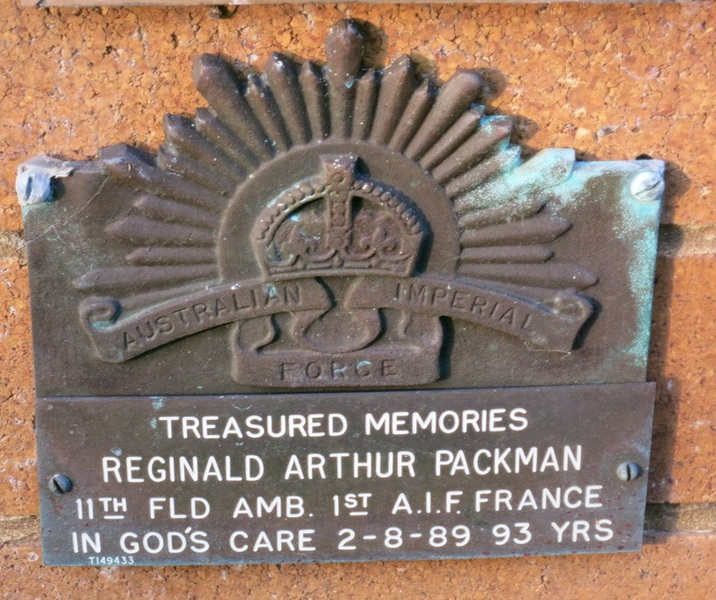 AUSTRALIAN IMPERIAL
FORCE
TREASURED MEMORIES
REGINALD ARTHUR PACKMAN
11TH FLD AMB. 1ST A.I.F. FRANCE
IN GOD'S CARE 2-8-89 93 YRS
T149433